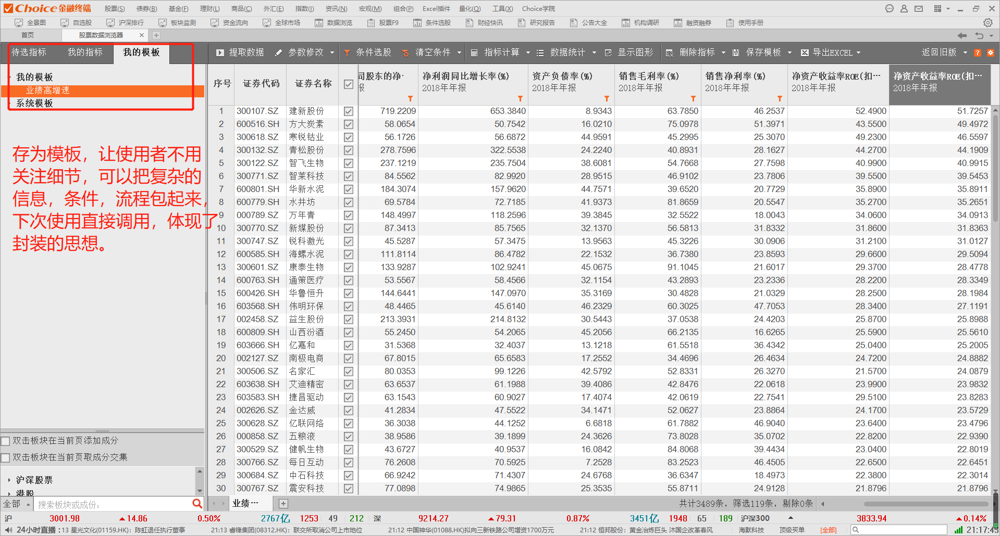 Choice金融终端 股票(S) 债券(B) 基金(F) 理财(L) 商品(C) 外汇(E) 指数(I) 资讯(N) 宏观(M) 组合(P) Excel插件 量化(Q) 工具(X) Choice学院
全景图 自选股 沪深排行 板块监测 资金流向 全球市场 数据浏览 股票F9 条件选股 财经快讯 研究报告 公告大全 机构调研 融资融券 使用手册
首页 股票数据浏览器 × +
待选指标 我的指标 我的模板 提取数据 参数修改 条件选股 清空条件 指标计算 数据统计 显示图形 删除指标 保存模板 导出EXCEL 返回旧版
我的模板
业绩高增速
系统模板
存为模板，让使用者不用
关注细节，可以把复杂的
信息，条件，流程包起来，
下次使用直接调用，体现了
封装的思想。
双击板块在当前页添加成分
双击板块在当前页取成分交集
沪深股票
港股
全部 搜索板块或成份:
序号 证券代码 证券名称 司股东的净· 净利润同比增长率(%) 资产负债率(%) 销售毛利率(%) 销售净利率(%) 净资产收益率ROE(扣… 净资产收益率ROE(扣…
报 2018年年报 2018年年报 2018年年报 2018年年报 2018年年报 2018年年报
1 300107.SZ 建新股份 719.2209 653.3840 8.9343 63.7850 46.2537 52.4900 51.7257
2 600516.SH 方大炭素 58.0654 50.7542 16.0210 75.0978 51.3971 43.5500 49.4972
3 300618.SZ 寒锐钴业 56.1726 56.6872 44.9591 45.2995 25.3070 49.2300 46.5597
4 300132.SZ 青松股份 278.7596 322.5538 24.2240 40.8931 28.1627 44.2700 44.1909
5 300122.SZ 智飞生物 237.1219 235.7504 38.6081 54.7668 27.7598 40.9900 40.9915
6 300771.SZ 智莱科技 84.5562 82.9920 28.9515 46.9102 23.7806 39.5500 39.5453
7 600801.SH 华新水泥 184.3074 157.9620 44.7571 39.6520 20.7729 35.8900 35.8911
8 600779.SH 水井坊 69.5784 72.7185 41.9373 81.8659 20.5547 35.2700 35.2651
9 000789.SZ 万年青 148.4997 118.2596 39.3845 32.5522 18.0043 34.0600 34.0913
10 300770.SZ 新媒股份 87.3413 85.7565 32.1370 56.5813 31.8332 31.8600 31.8363
11 300747.SZ 锐科激光 45.5287 57.3475 13.9563 45.3226 30.0906 31.2100 31.0127
12 600585.SH 海螺水泥 111.8114 86.4782 22.1532 36.7380 23.8593 29.6600 29.5094
13 300601.SZ 康泰生物 133.9287 102.9241 45.0675 91.1045 21.6017 29.3700 28.4778
14 600763.SH 通策医疗 53.5567 58.4566 32.1154 43.2893 23.2336 28.2200 28.3349
15 600426.SH 华鲁恒升 144.6441 147.0970 35.3169 30.4828 21.0329 28.2500 28.1984
16 603568.SH 伟明环保 48.4465 45.6140 46.2329 60.3025 47.7053 28.3400 27.1191
17 002458.SZ 益生股份 213.3931 214.8132 30.5443 37.0538 24.4203 25.8700 25.8988
18 600809.SH 山西汾酒 55.2450 54.2065 45.2056 66.2135 16.6265 25.5900 25.5610
19 603666.SH 亿嘉和 31.5368 32.4037 13.1218 61.5518 36.4342 25.0400 25.2005
20 002127.SZ 南极电商 67.8015 65.6583 17.2552 34.4696 26.4634 24.7200 24.8882
21 300506.SZ 名家汇 80.0353 99.1226 42.5792 52.8331 26.3270 21.5700 24.0879
22 603638.SH 艾迪精密 63.6537 61.1988 39.4086 42.8476 22.0618 23.9900 23.9832
23 603583.SH 捷昌驱动 63.1543 60.9027 17.4074 42.0619 22.7541 29.5100 23.8283
24 002626.SZ 金达威 41.2834 47.5522 34.1471 52.0627 23.8864 24.1700 23.5729
25 300628.SZ 亿联网络 36.3038 44.1252 6.6818 61.7882 46.9040 23.6400 23.4796
26 000858.SZ 五粮液 38.9586 39.1899 24.3626 73.8028 35.0702 22.8200 22.9390
27 300529.SZ 健帆生物 43.6727 40.9537 16.0842 84.8068 39.4434 23.0400 22.8019
28 300766.SZ 每日互动 76.2608 70.5925 7.2528 83.2523 46.4505 22.6500 22.6451
29 300684.SZ 中石科技 66.9242 71.4307 24.6768 36.6347 18.4973 22.3800 22.3014
30 300767.SZ 震安科技 77.0898 74.9865 25.3535 55.8711 24.9128 21.8796 21.8796
业绩… + 共计3489条，筛选119条，剔除0条
沪 3001.98 ▲14.86 0.50% 2767亿 1253 49 212 深 9214.27 ▲79.31 0.87% 3451亿 1948 65 189 沪深300 3833.94 ▲0.14%
24小时直播: 13 星光文化(01159.HK): 陈虹退任执行董事 21:13 睿锋集团(08312.HK): 联交所取消公司上市地位 21:12 中国神华(01088.HK)拟向三新铁路公司增资1700万元 21:12 恒邦股份: 黄金冶炼巨头 沐国企改革春风 海默科技 顶级买单 [全部] 21:17:43